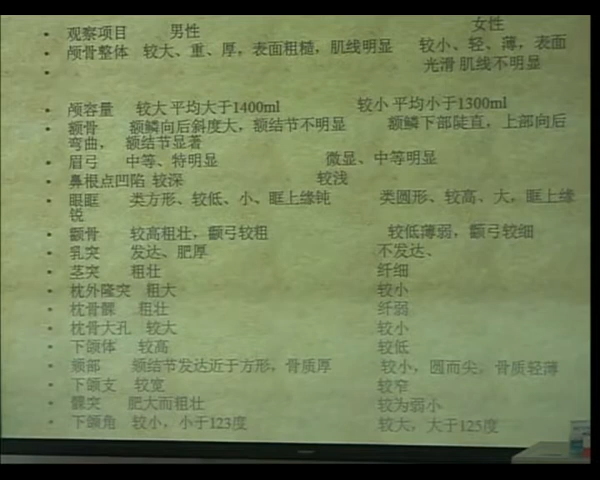 • 观察项目 男性 女性
• 颅骨整体 较大、重、厚，表面粗糙，肌线明显 较小、轻、薄，表面
• 光滑 肌线不明显
• 颅容量 较大 平均大于1400ml 较小 平均小于1300ml
• 额骨 额鳞向后斜度大，额结节不明显 额鳞下部陡直，上部向后
弯曲， 额结节显著
• 眉弓 中等、特明显 微显、中等明显
• 鼻根点凹陷 较深 较浅
• 眼眶 类方形、较低、小、眶上缘钝 类圆形、较高、大，眶上缘
锐
• 颧骨 较高粗壮，颧弓较粗 较低薄弱，颧弓较细
• 乳突 发达、肥厚 不发达、
• 茎突 粗壮 纤细
• 枕外隆突 粗大 较小
• 枕骨髁 粗壮 纤弱
• 枕骨大孔 较大 较小
• 下颌体 较高 较低
• 颏部 颏结节发达近于方形，骨质厚 较小，圆而尖，骨质轻薄
• 下颌支 较宽 较窄
• 髁突 肥大而粗壮 较为弱小
• 下颌角 较小，小于123度 较大，大于125度